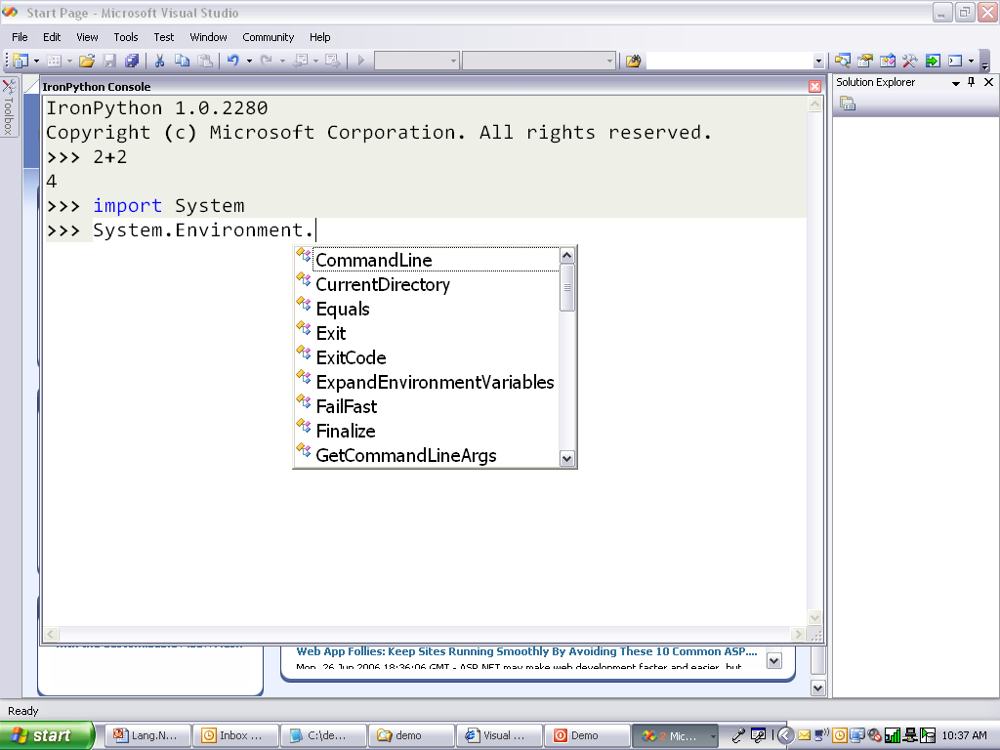 Start Page - Microsoft Visual Studio
File Edit View Tools Test Window Community Help
Toolbox
IronPython Console
Solution Explorer
IronPython 1.0.2280
Copyright (c) Microsoft Corporation. All rights reserved.
>>> 2+2
4
>>> import System
>>> System.Environment.
CommandLine
CurrentDirectory
Equals
Exit
ExitCode
ExpandEnvironmentVariables
FailFast
Finalize
GetCommandLineArgs
Web App Follies: Keep Sites Running Smoothly By Avoiding These 10 Common ASP....
Mon, 26 Jun 2006 18:36:06 GMT - ASP.NET may make web development faster and easier, but
Ready
start Lang.N... Inbox ... C:\de... demo Visual ... Demo 2 Mic... 10:37 AM